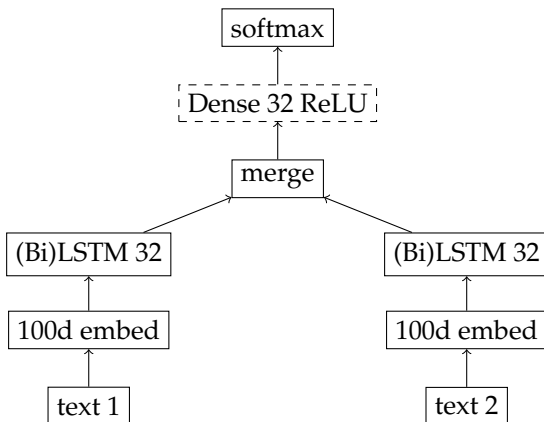 softmax
Dense 32 ReLU
merge
(Bi)LSTM 32
(Bi)LSTM 32
100d embed
100d embed
text 1
text 2